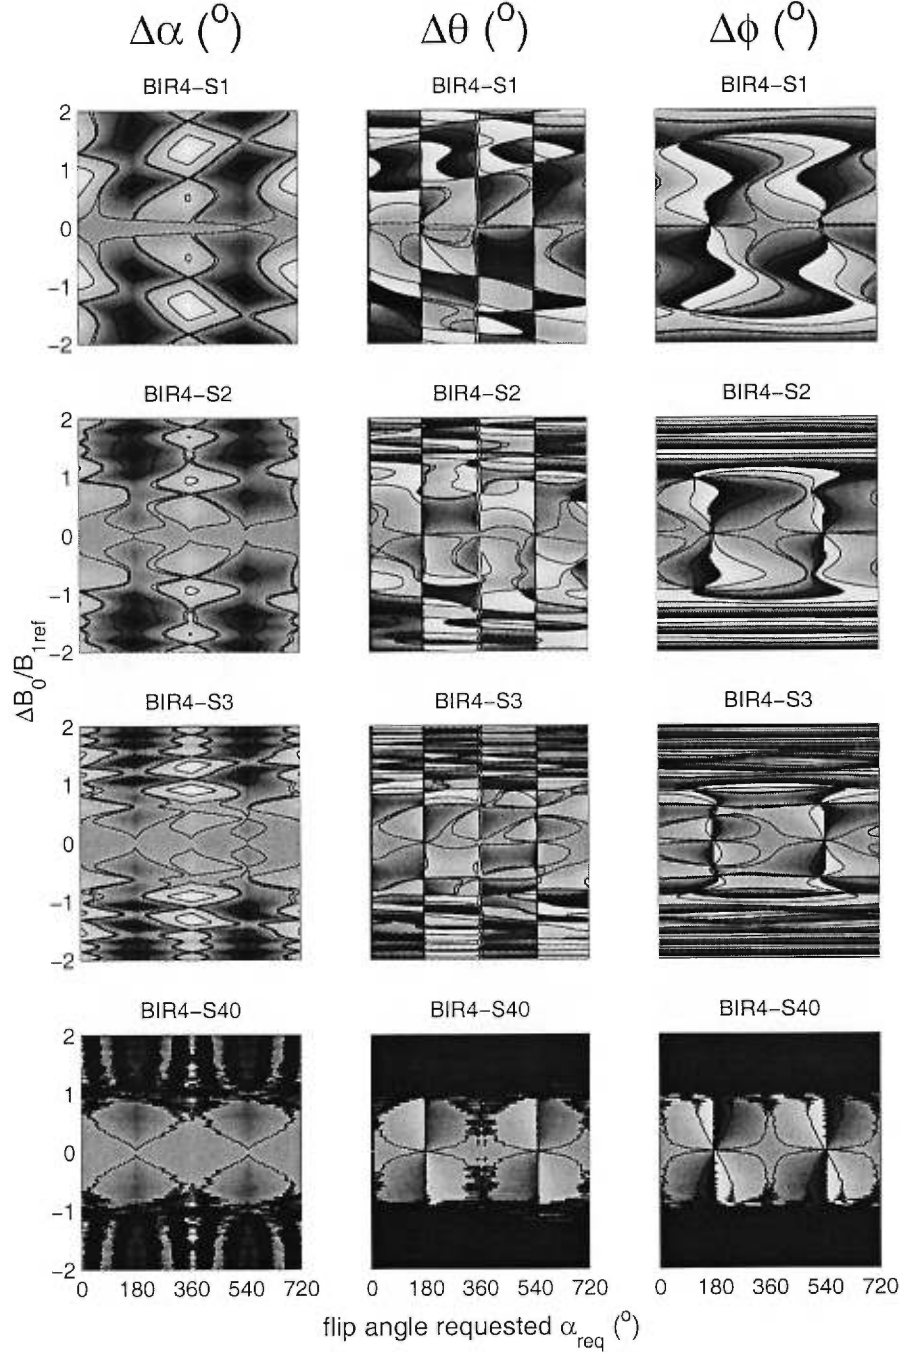 Δα (°) Δθ (°) Δϕ (°)
BIR4-S1 BIR4-S1 BIR4-S1
2
1
0
-1
-2
BIR4-S2 BIR4-S2 BIR4-S2
2
1
0
-1
-2
ΔB0/B1ref
BIR4-S3 BIR4-S3 BIR4-S3
2
1
0
-1
-2
BIR4-S40 BIR4-S40 BIR4-S40
2
1
0
-1
-2
0 180 360 540 720 0 180 360 540 720 0 180 360 540 720
flip angle requested αreq (°)